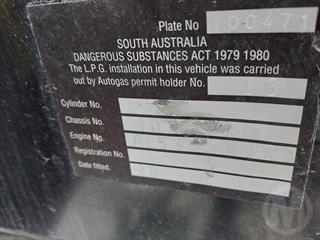 Plate No 100471
SOUTH AUSTRALIA
DANGEROUS SUBSTANCES ACT 1979 1980
The L.P.G. installation in this vehicle was carried
out by Autogas permit holder No.
Cylinder No.
Chassis No.
Engine No.
Registration No.
Date fitted.